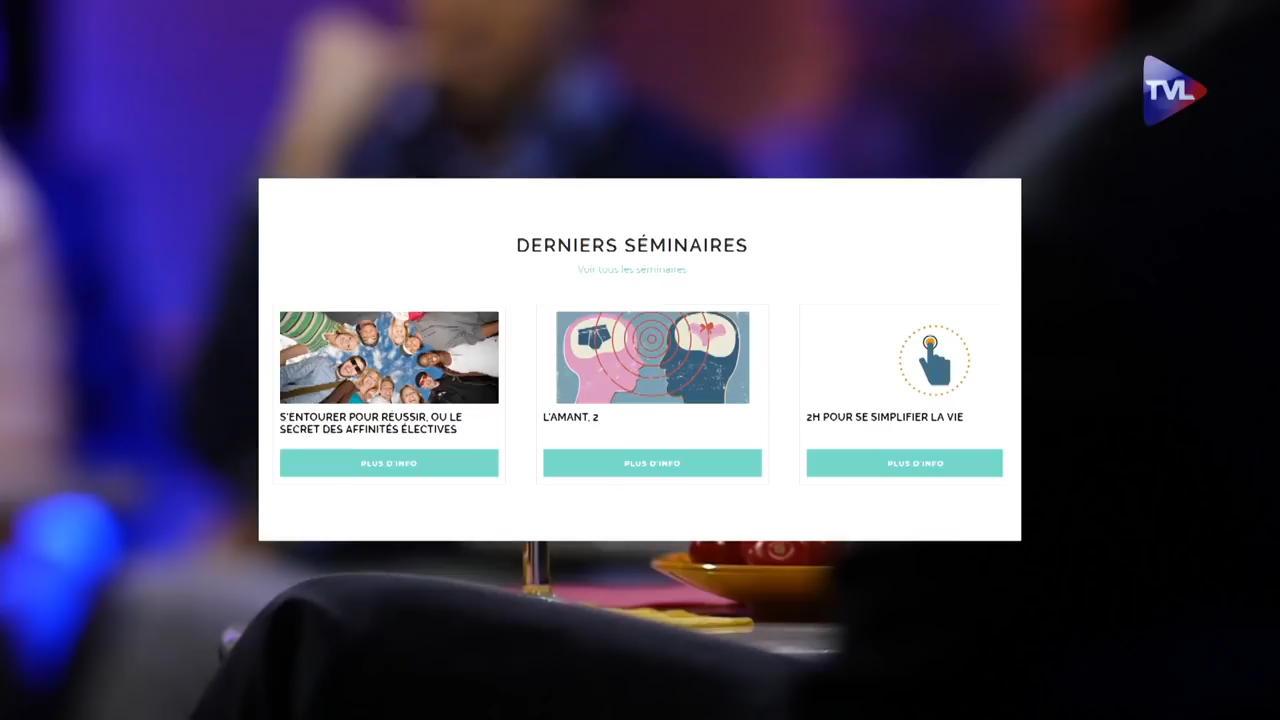 TVL
DERNIERS SÉMINAIRES
Voir tous les séminaires
S'ENTOURER POUR RÉUSSIR, OU LE
SECRET DES AFFINITÉS ÉLECTIVES
PLUS D'INFO
L'AMANT, 2
PLUS D'INFO
2H POUR SE SIMPLIFIER LA VIE
PLUS D'INFO